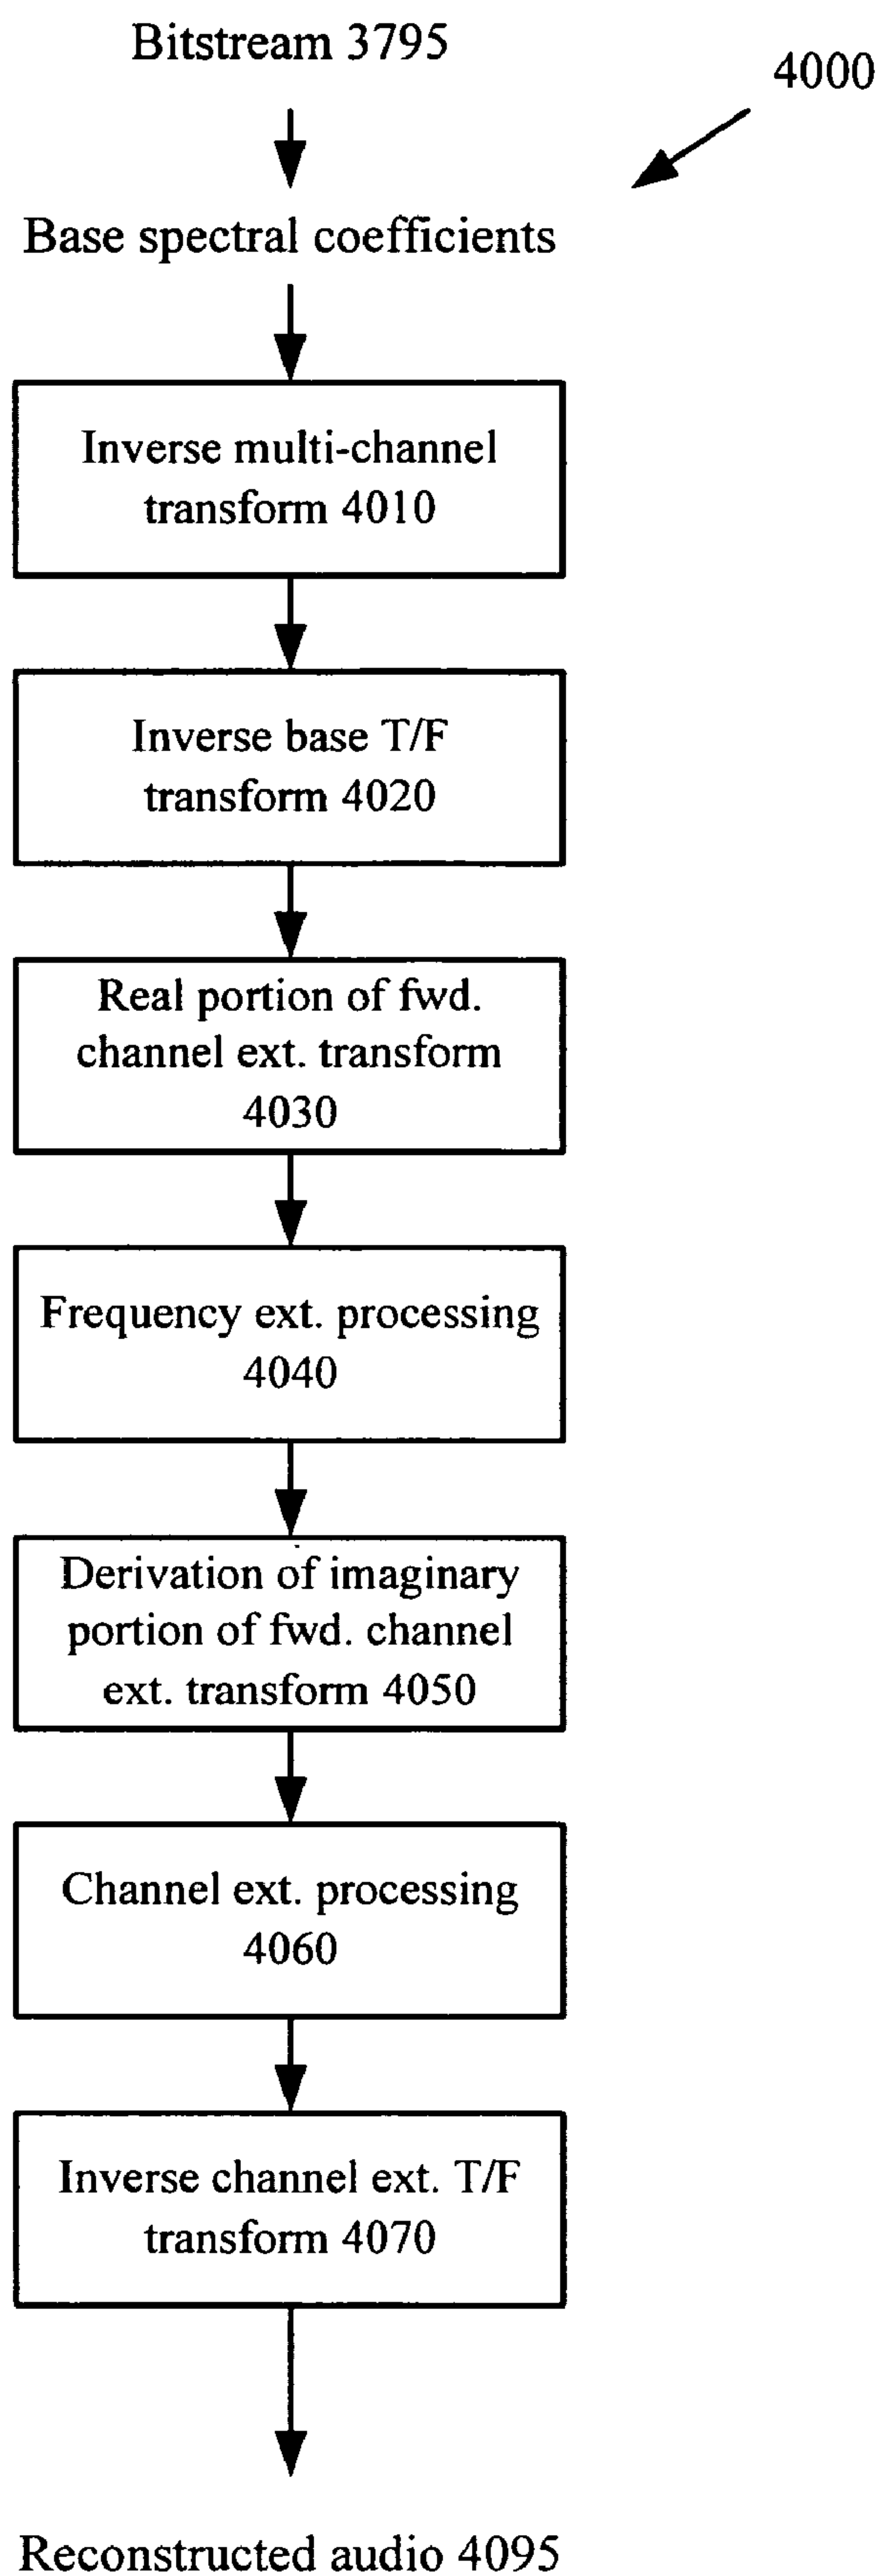 Bitstream 3795
4000
Base spectral coefficients
Inverse multi-channel
transform 4010
Inverse base T/F
transform 4020
Real portion of fwd.
channel ext. transform
4030
Frequency ext. processing
4040
Derivation of imaginary
portion of fwd. channel
ext. transform 4050
Channel ext. processing
4060
Inverse channel ext. T/F
transform 4070
Reconstructed audio 4095